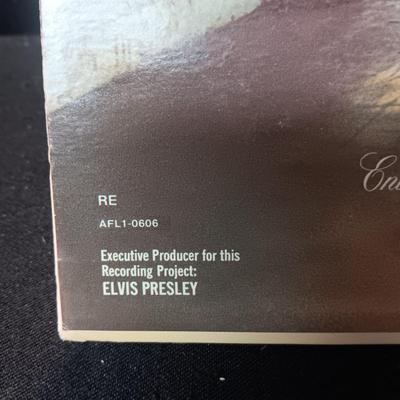 RE
AFL1-0606
Executive Producer for this
Recording Project:
ELVIS PRESLEY